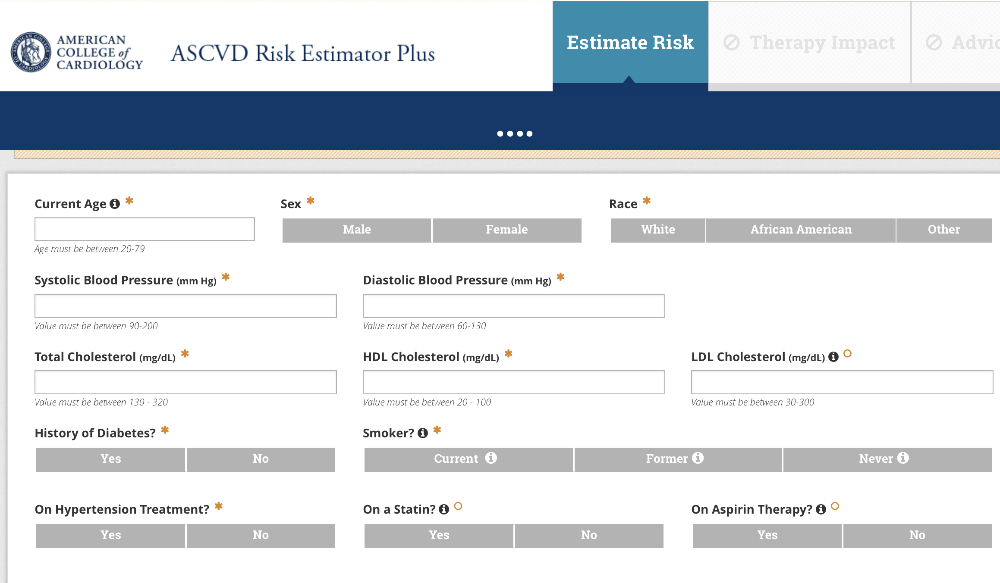 AMERICAN
COLLEGE of
CARDIOLOGY
ASCVD Risk Estimator Plus
Estimate Risk
Therapy Impact
Current Age *
Sex *
Race *
Male
Female
White
African American
Other
Age must be between 20-79
Systolic Blood Pressure (mm Hg) *
Diastolic Blood Pressure (mm Hg) *
Value must be between 90-200
Value must be between 60-130
Total Cholesterol (mg/dL) *
HDL Cholesterol (mg/dL) *
LDL Cholesterol (mg/dL)
Value must be between 130 - 320
Value must be between 20 - 100
Value must be between 30-300
History of Diabetes? *
Smoker? *
Yes
No
Current
Former
Never
On Hypertension Treatment? *
On a Statin?
On Aspirin Therapy?
Yes
No
Yes
No
Yes
No